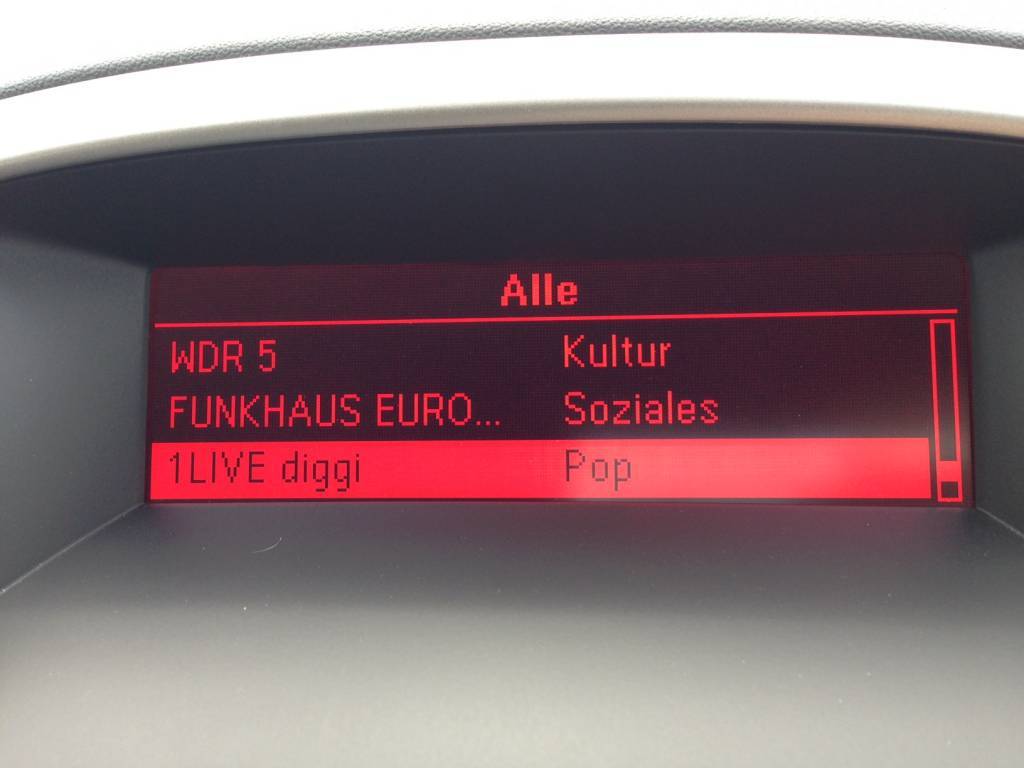 Alle
WDR 5 Kultur
FUNKHAUS EURO... Soziales
1LIVE diggi Pop